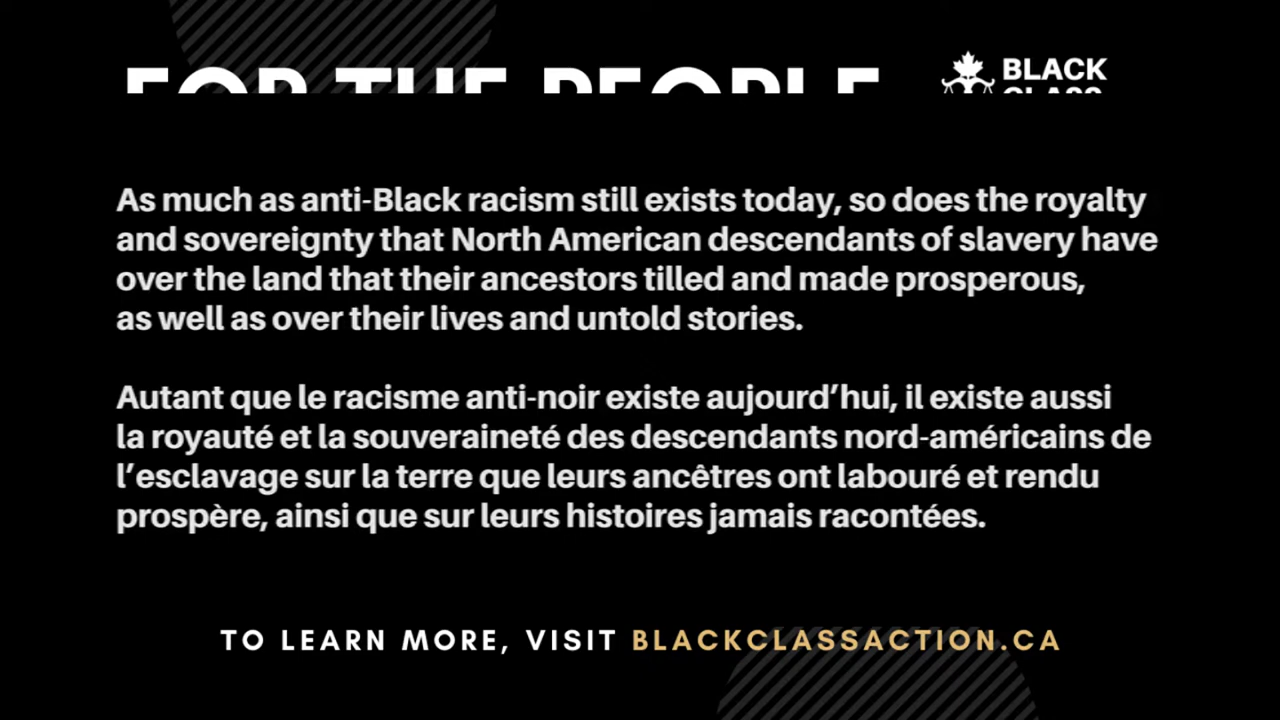 FOR THE PEOPLE
BLACK
CLASS
As much as anti-Black racism still exists today, so does the royalty
and sovereignty that North American descendants of slavery have
over the land that their ancestors tilled and made prosperous,
as well as over their lives and untold stories.
Autant que le racisme anti-noir existe aujourd’hui, il existe aussi
la royauté et la souveraineté des descendants nord-américains de
l’esclavage sur la terre que leurs ancêtres ont labouré et rendu
prospère, ainsi que sur leurs histoires jamais racontées.
TO LEARN MORE, VISIT BLACKCLASSACTION.CA